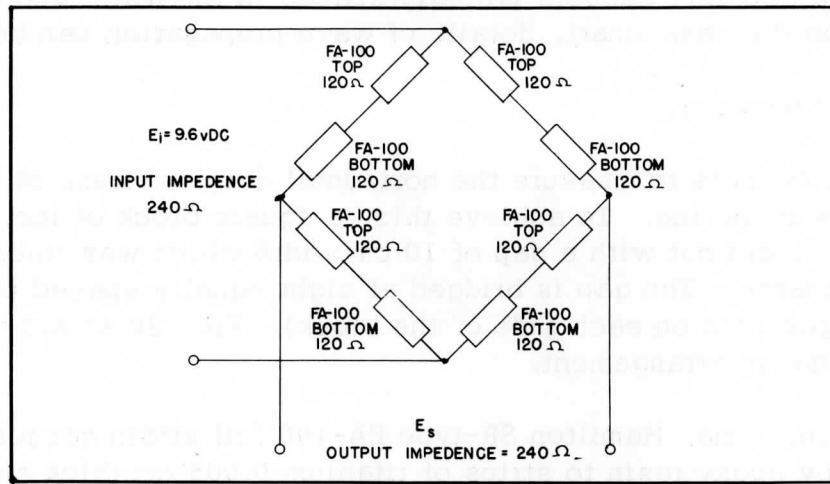 FA-100
TOP
120 Ω
FA-100
TOP
120 Ω
Ei = 9.6 vDC
INPUT IMPEDENCE
240 Ω
FA-100
BOTTOM
120 Ω
FA-100
BOTTOM
120 Ω
FA-100
TOP
120 Ω
FA-100
TOP
120 Ω
FA-100
BOTTOM
120 Ω
FA-100
BOTTOM
120 Ω
Es
OUTPUT IMPEDENCE = 240 Ω